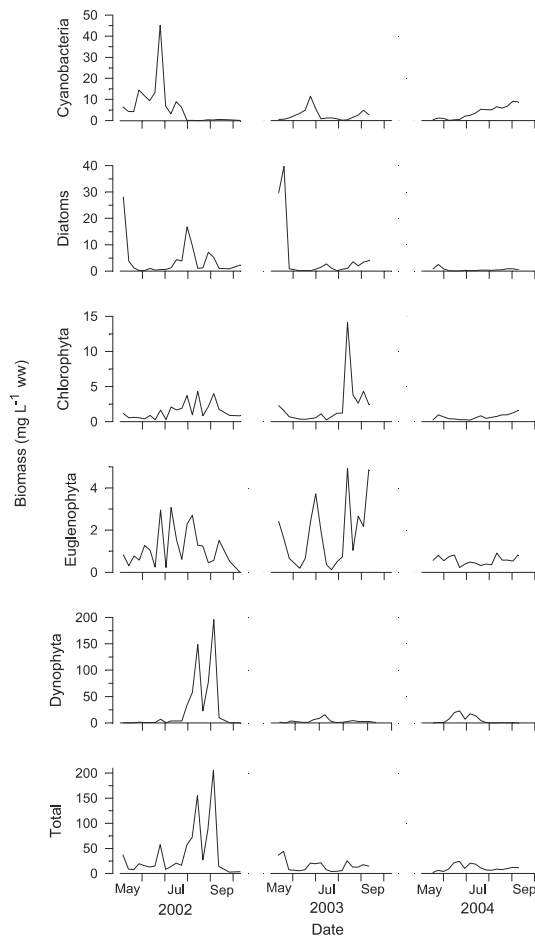 Biomass (mg L-1 ww)
Cyanobacteria
50
40
30
20
10
0
Diatoms
40
30
20
10
0
Chlorophyta
15
10
5
0
Euglenophyta
4
2
0
Dynophyta
200
150
100
50
0
Total
200
150
100
50
0
May Jul Sep May Jul Sep May Jul Sep
2002 2003 2004
Date